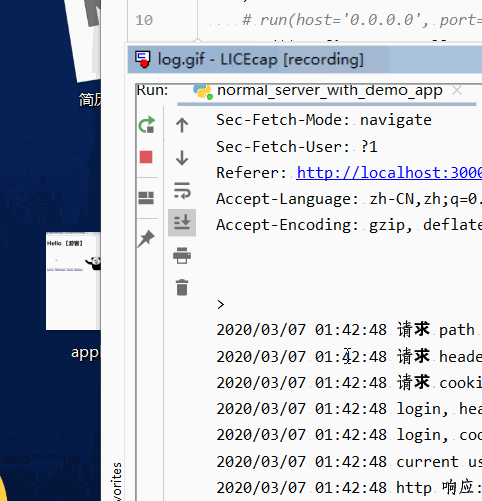 10 # run(host='0.0.0.0', port=
log.gif - LICEcap [recording]
简历
Run: normal_server_with_demo_app
Sec-Fetch-Mode: navigate
Sec-Fetch-User: ?1
Referer: http://localhost:3000
Accept-Language: zh-CN,zh;q=0.
Accept-Encoding: gzip, deflate
Hello 【游客】
app
>
2020/03/07 01:42:48 请求 path
2020/03/07 01:42:48 请求 heade
2020/03/07 01:42:48 请求 cooki
2020/03/07 01:42:48 login, hea
2020/03/07 01:42:48 login, coo
2020/03/07 01:42:48 current us
2020/03/07 01:42:48 http 响应:
vorites